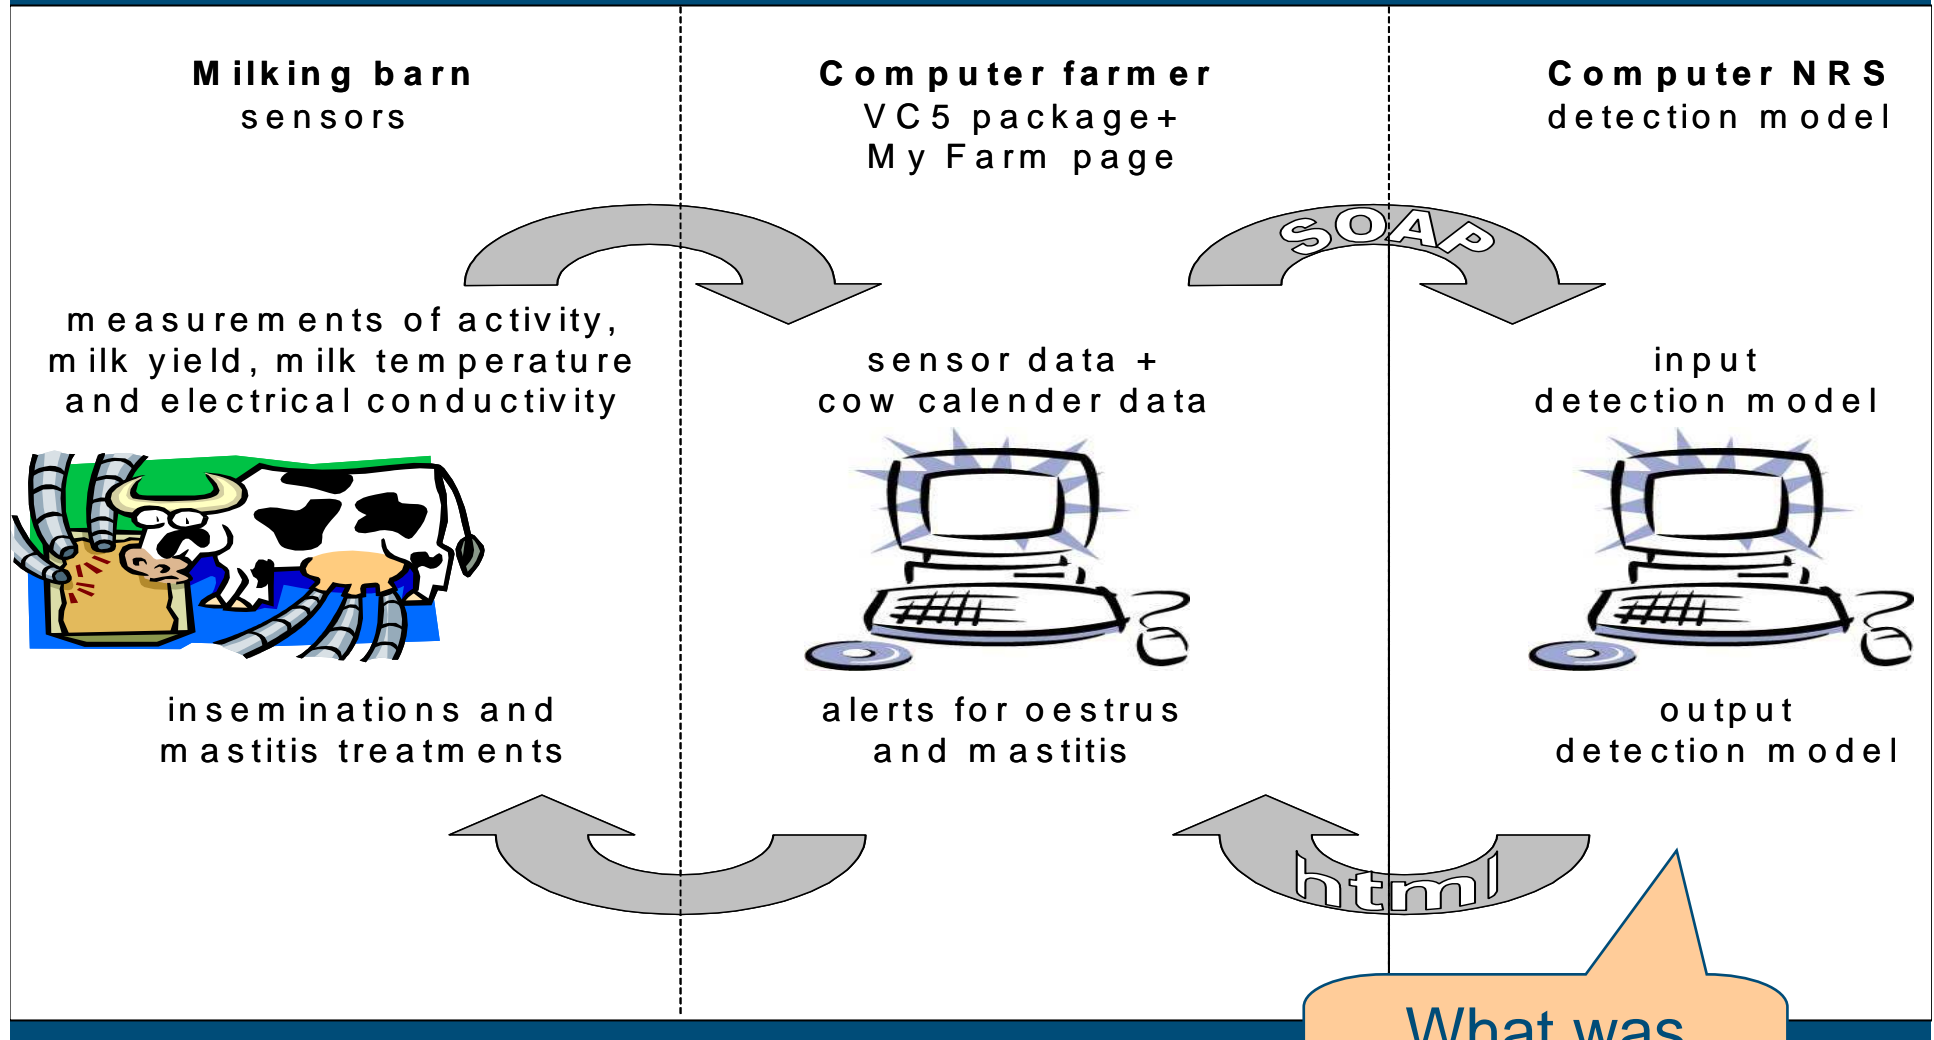 Milking barn
sensors
Computer farmer
VC5 package+
My Farm page
Computer NRS
detection model
SOAP
measurements of activity,
milk yield, milk temperature
and electrical conductivity
sensor data +
cow calender data
input
detection model
inseminations and
mastitis treatments
alerts for oestrus
and mastitis
output
detection model
html
What was